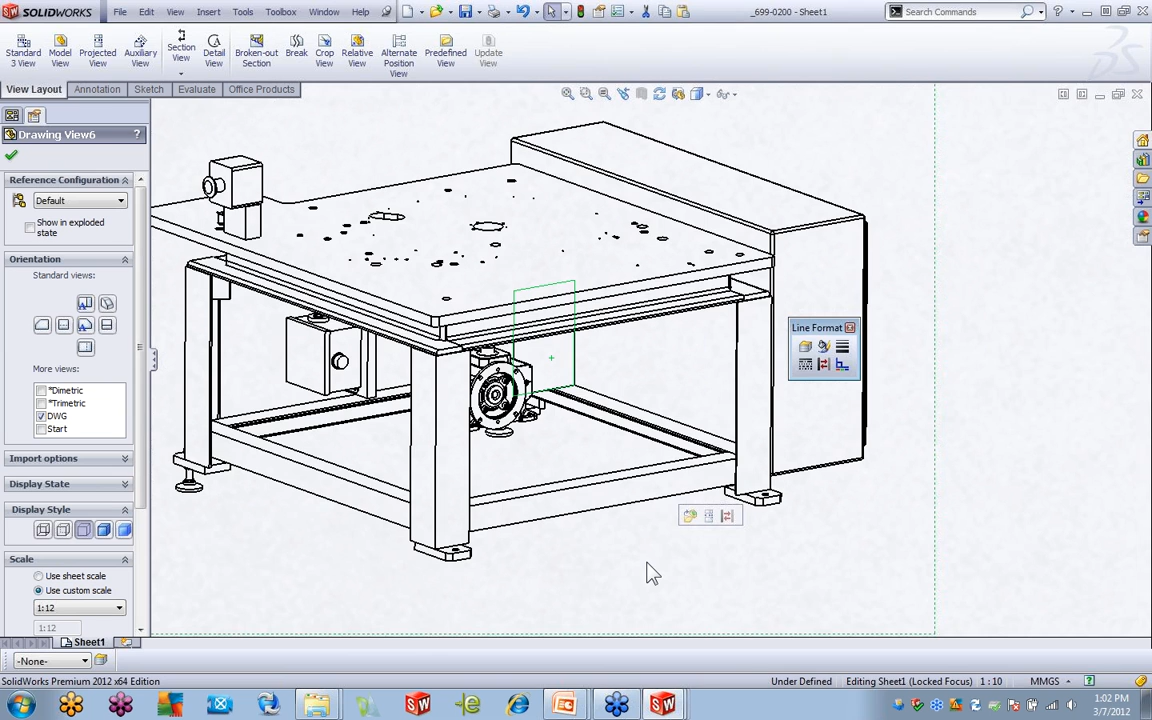 SOLIDWORKS File Edit View Insert Tools Toolbox Window Help _699-0200 - Sheet1 Search Commands
Standard 3 View
Model View
Projected View
Auxiliary View
Section View
Detail View
Broken-out Section
Break
Crop View
Relative View
Alternate Position View
Predefined View
Update View
View Layout Annotation Sketch Evaluate Office Products
Drawing View6 ?
Reference Configuration
Default
Show in exploded
state
Orientation
Standard views:
More views:
*Dimetric
*Trimetric
DWG
Start
Import options
Display State
Display Style
Scale
Use sheet scale
Use custom scale
1:12
1:12
Line Format
Sheet1
-None-
SolidWorks Premium 2012 x64 Edition Under Defined Editing Sheet1 (Locked Focus) 1 : 10 MMGS
1:02 PM
3/7/2012